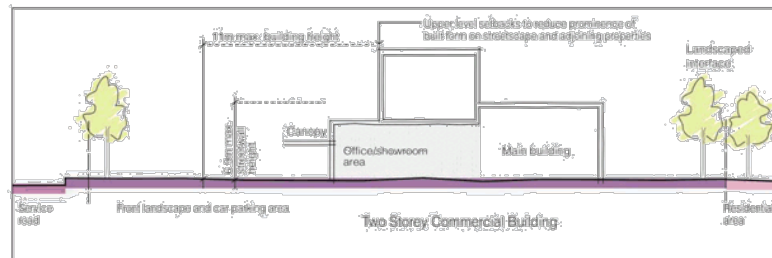 Upper level setbacks to reduce prominence of
built form on streetscape and adjoining properties
11m max. building height
Landscaped
interface
max
height
Canopy
Office/showroom
area
Main building
Service
road
Front landscape and car parking area
Two Storey Commercial Building
Residential
area